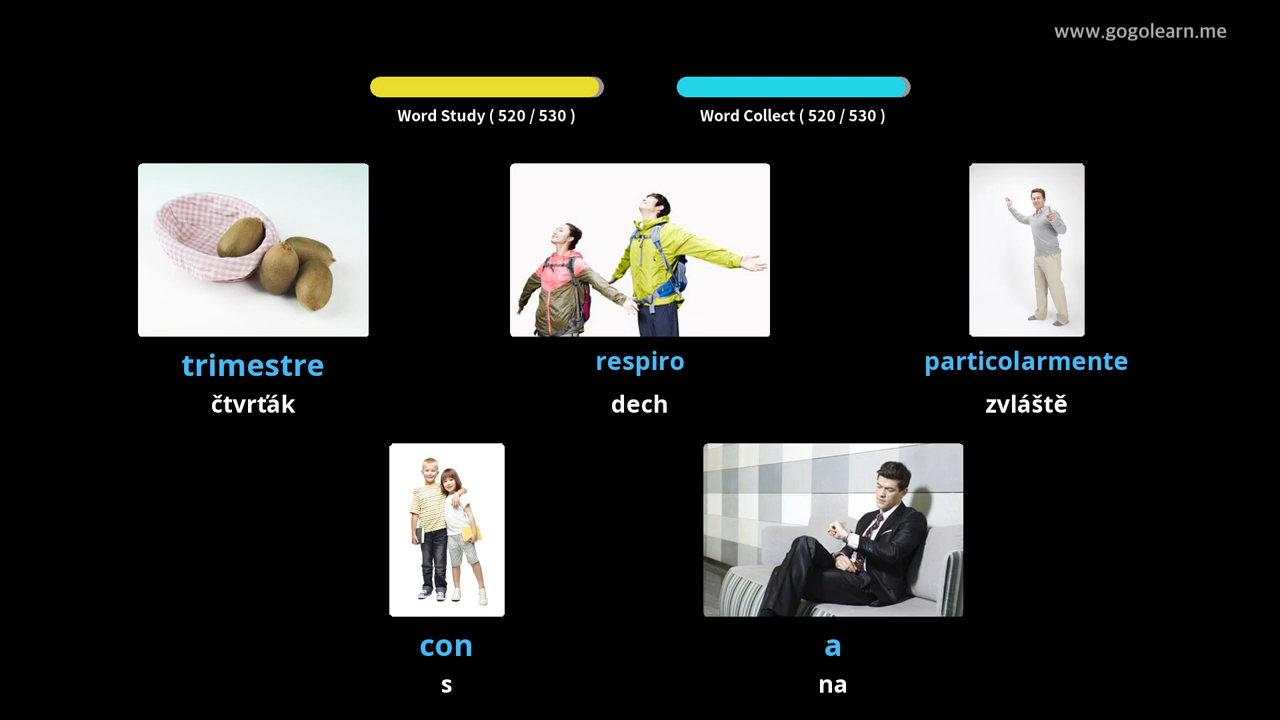 www.gogolearn.me
Word Study ( 520 / 530 )
Word Collect ( 520 / 530 )
trimestre
čtvrťák
respiro
dech
particolarmente
zvláště
con
s
a
na